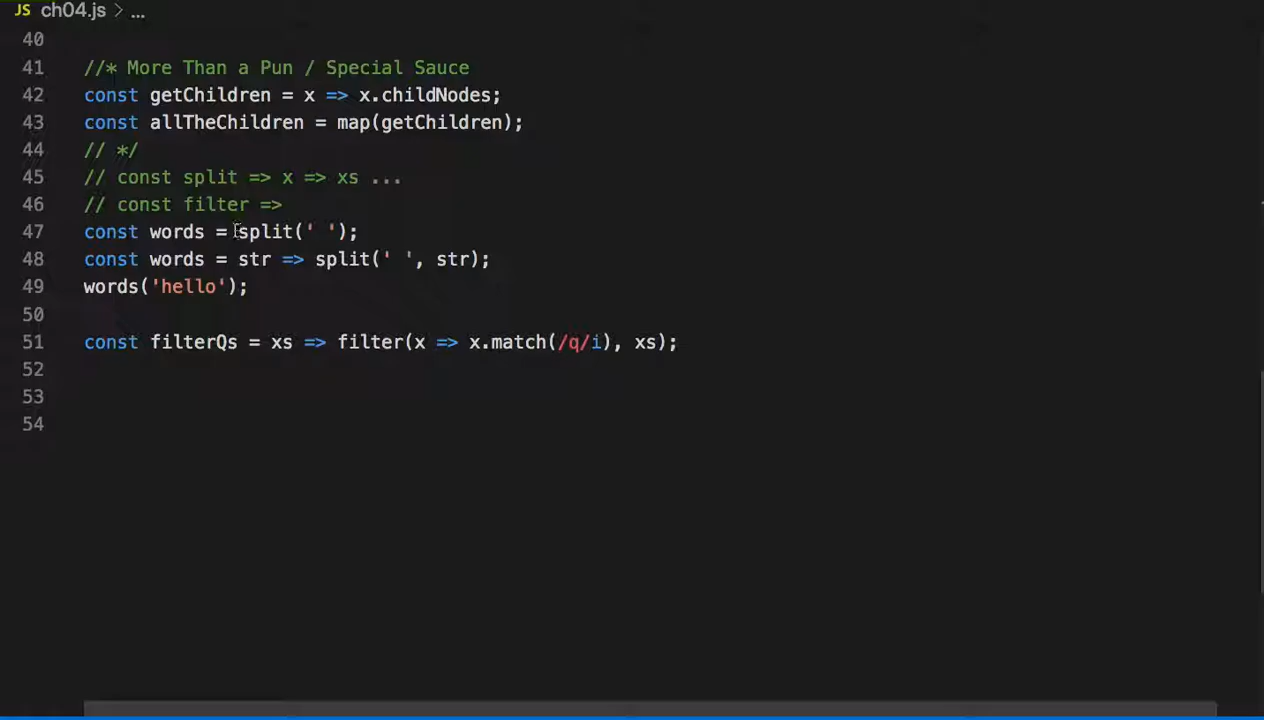 JS ch04.js > ...
40
41 //* More Than a Pun / Special Sauce
42 const getChildren = x => x.childNodes;
43 const allTheChildren = map(getChildren);
44 // */
45 // const split => x => xs ...
46 // const filter =>
47 const words = split(' ');
48 const words = str => split(' ', str);
49 words('hello');
50
51 const filterQs = xs => filter(x => x.match(/q/i), xs);
52
53
54